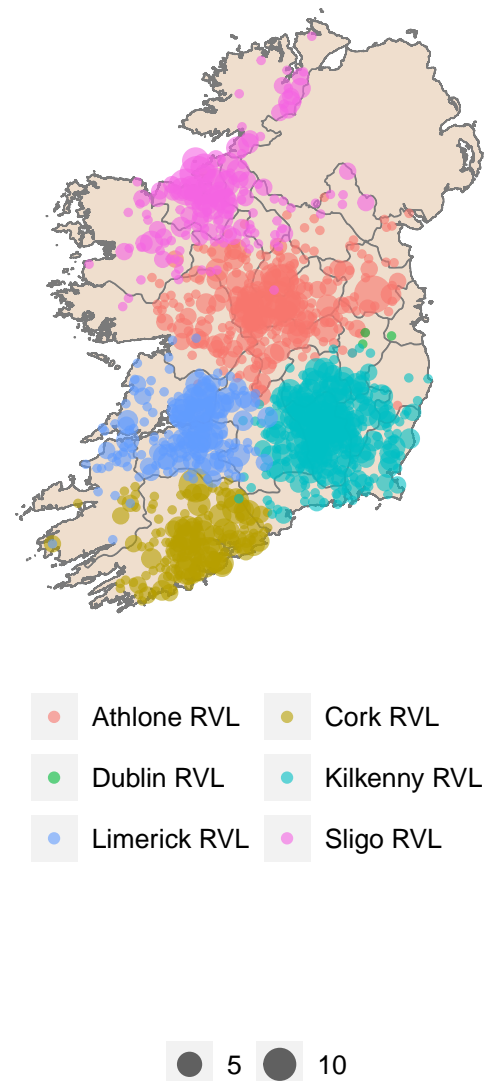 Athlone RVL Cork RVL
Dublin RVL Kilkenny RVL
Limerick RVL Sligo RVL
5 10